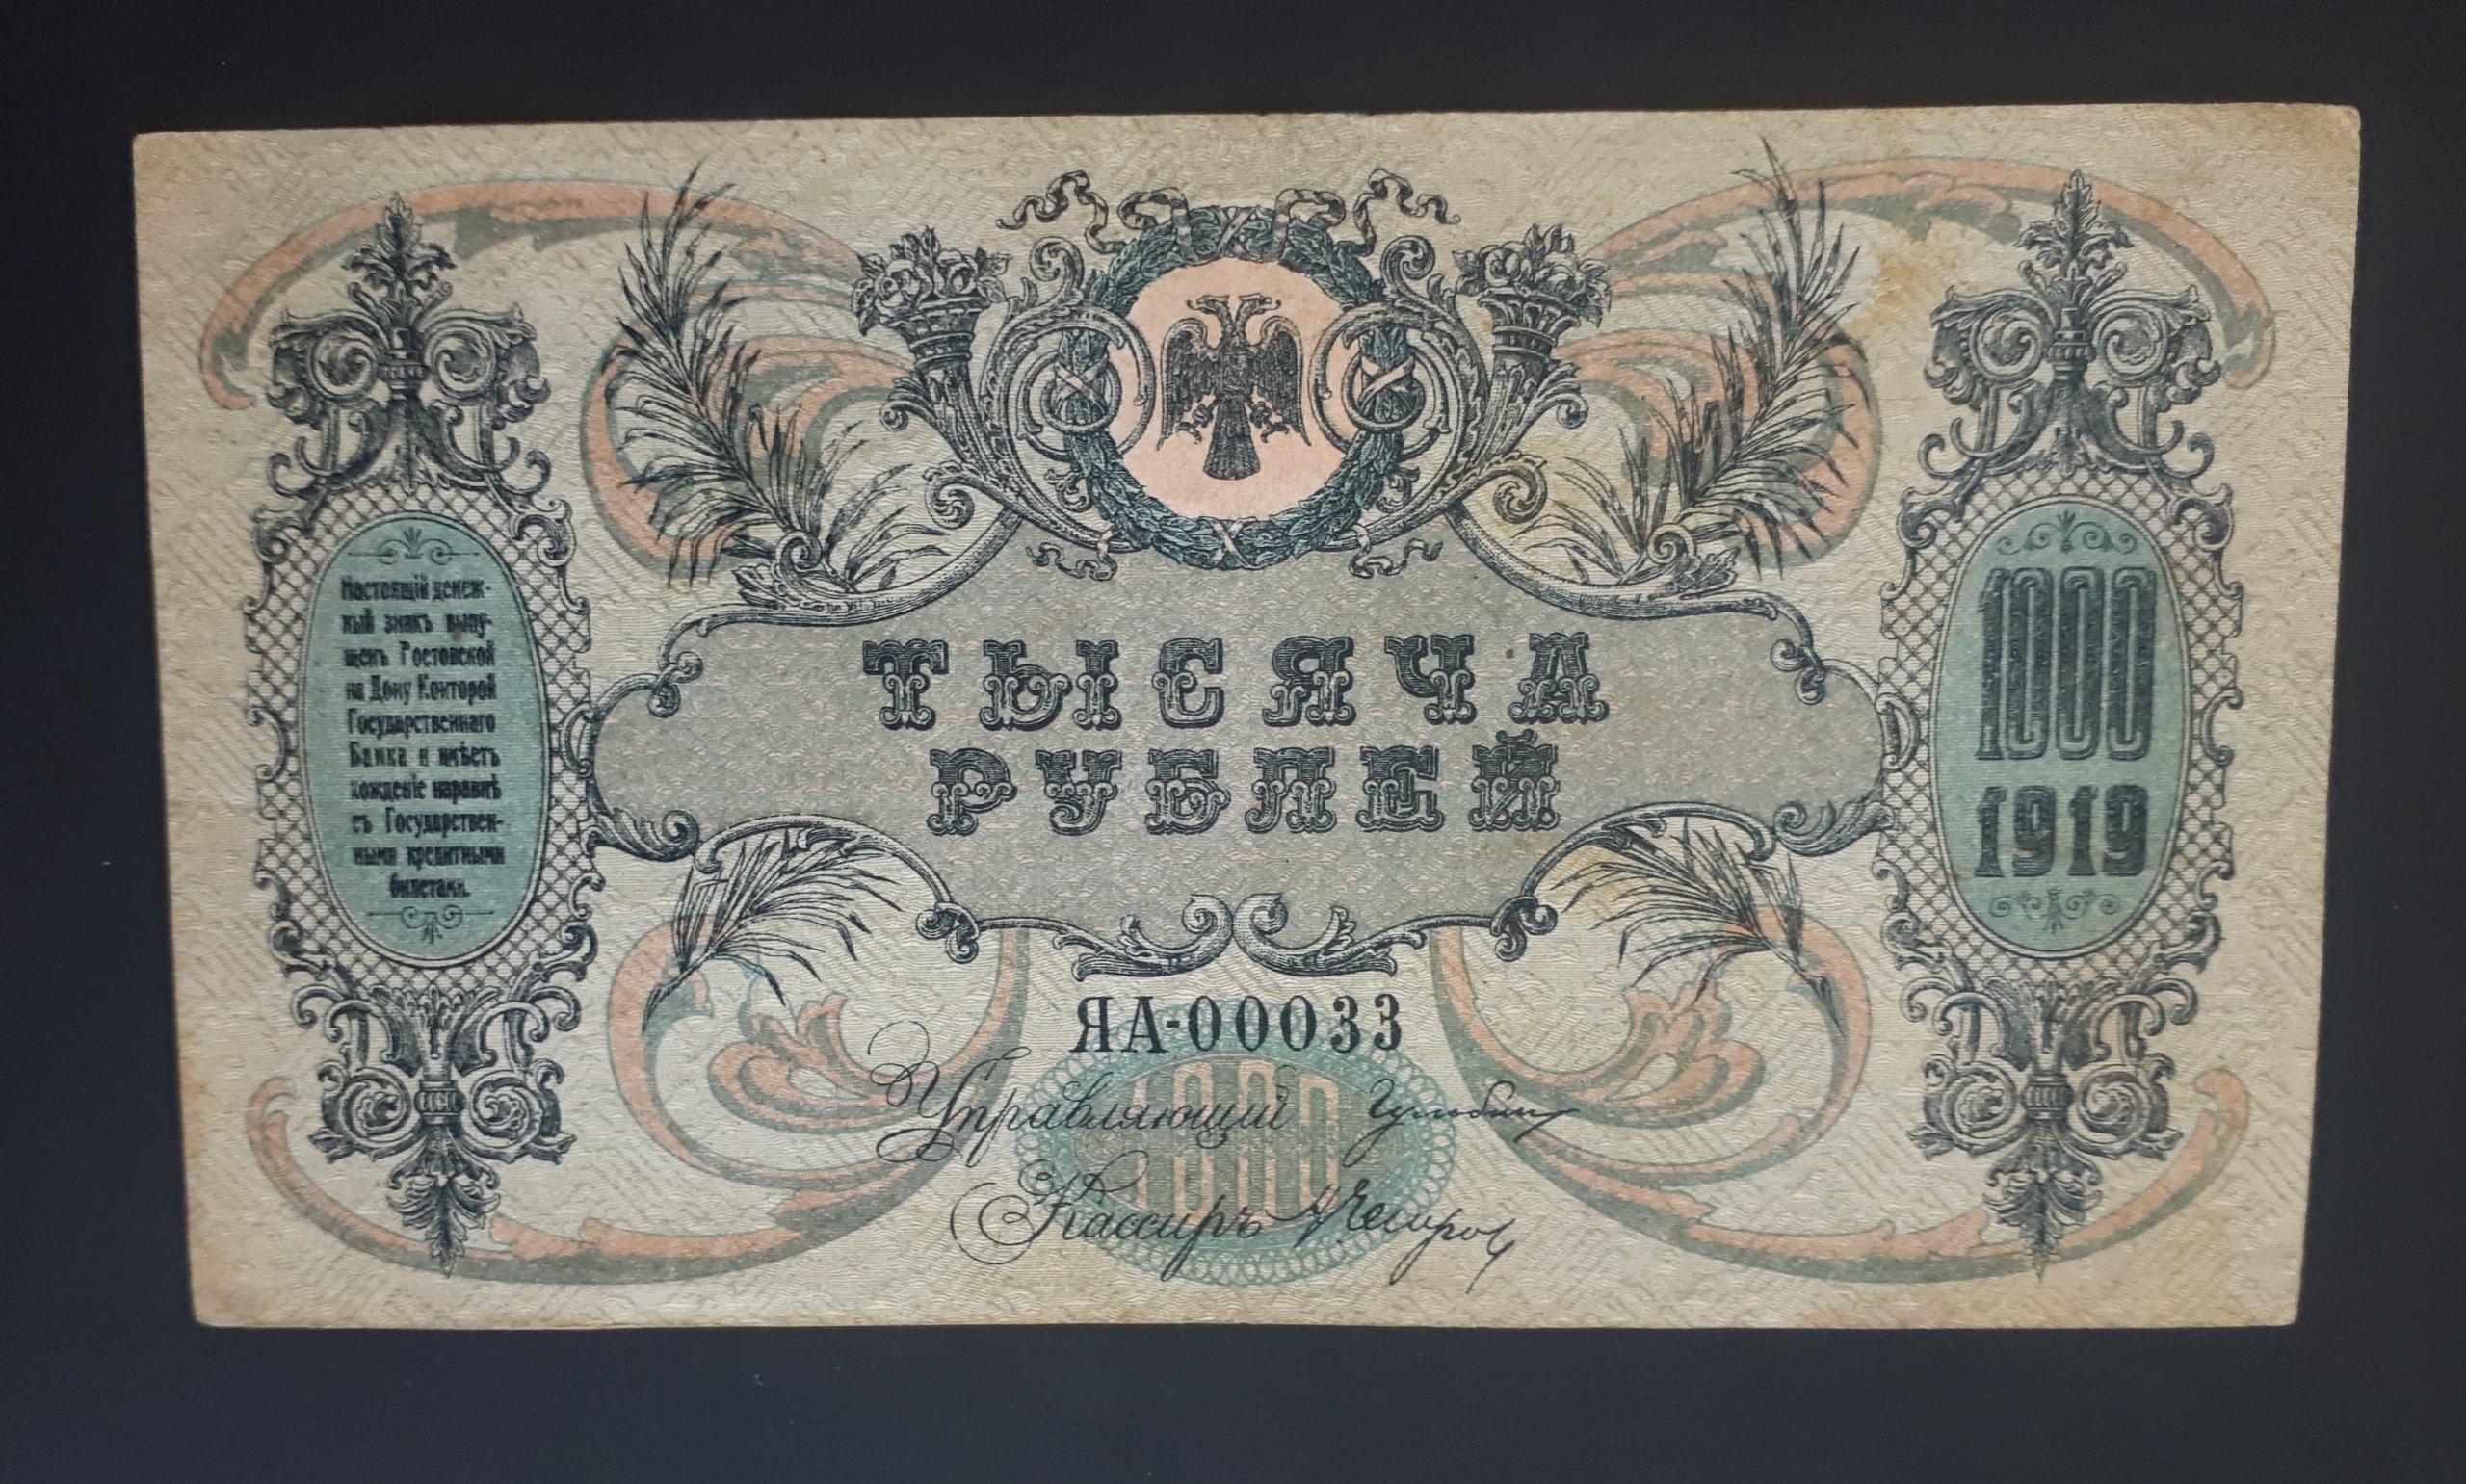 Настоящій денеж-
ный знакъ выпу-
щенъ Ростовской
на Дону Конторой
Государственнаго
Банка и имѣетъ
хожденіе наравнѣ
съ Государствен-
ными кредитными
билетами.
ТЫСЯЧА
РУБЛЕЙ
1000
1919
ЯА-00033
1000
Управляющій
Кассиръ